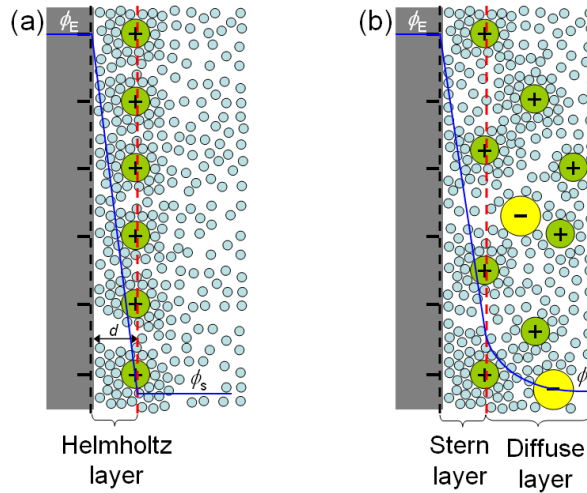 (a)
ϕE
d
ϕs
Helmholtz
layer
(b)
ϕE
ϕ
Stern
layer
Diffuse
layer